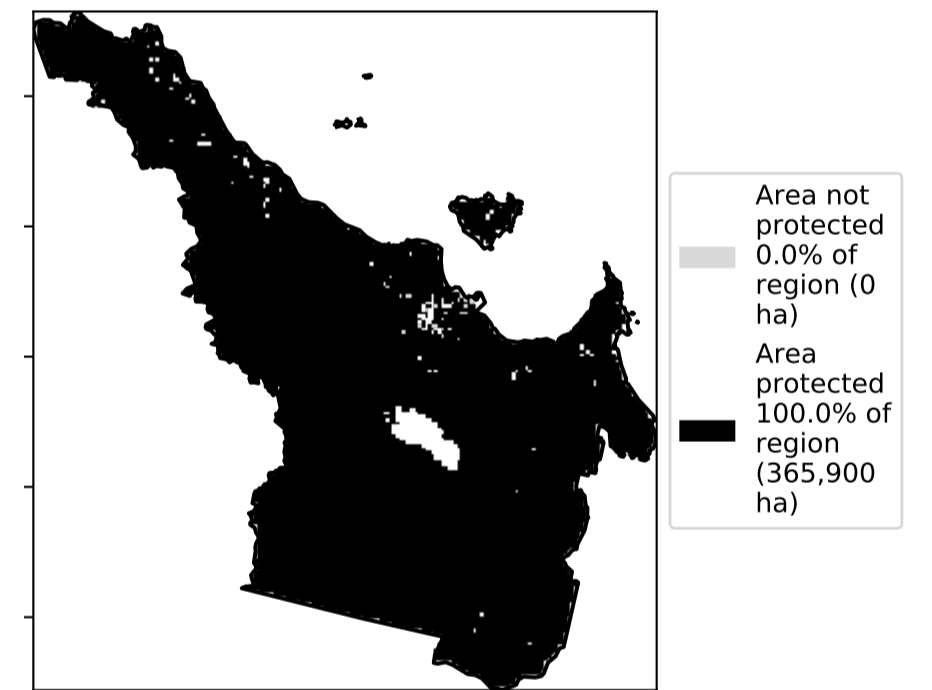 Area not
protected
0.0% of
region (0
ha)
Area
protected
100.0% of
region
(365,900
ha)